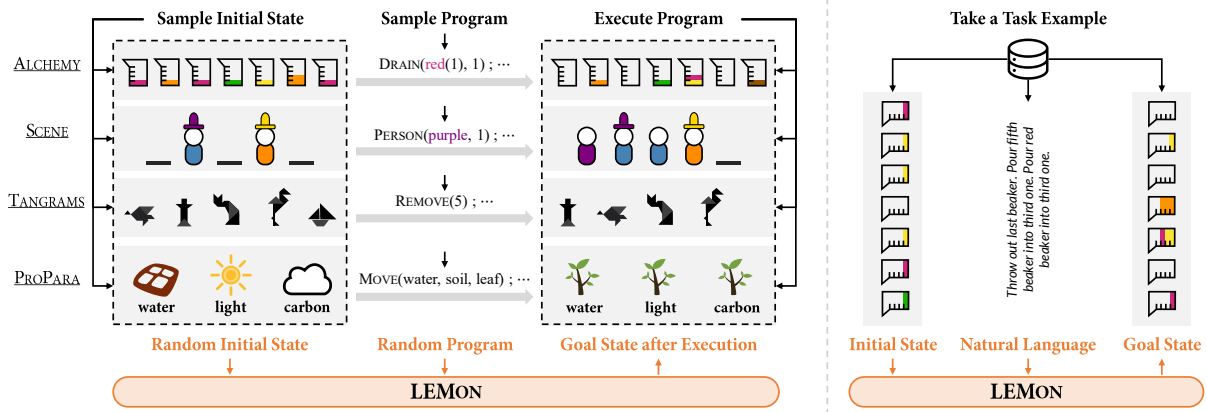 Sample Initial State
Sample Program
Execute Program
ALCHEMY
DRAIN(red(1), 1) ; ···
SCENE
PERSON(purple, 1) ; ···
TANGRAMS
REMOVE(5) ; ···
PROPARA
MOVE(water, soil, leaf) ; ···
water
light
carbon
water
light
carbon
Random Initial State
Random Program
Goal State after Execution
LEMON
Take a Task Example
Throw out last beaker. Pour fifth
beaker into third one. Pour red
beaker into third one.
Initial State
Natural Language
Goal State
LEMON